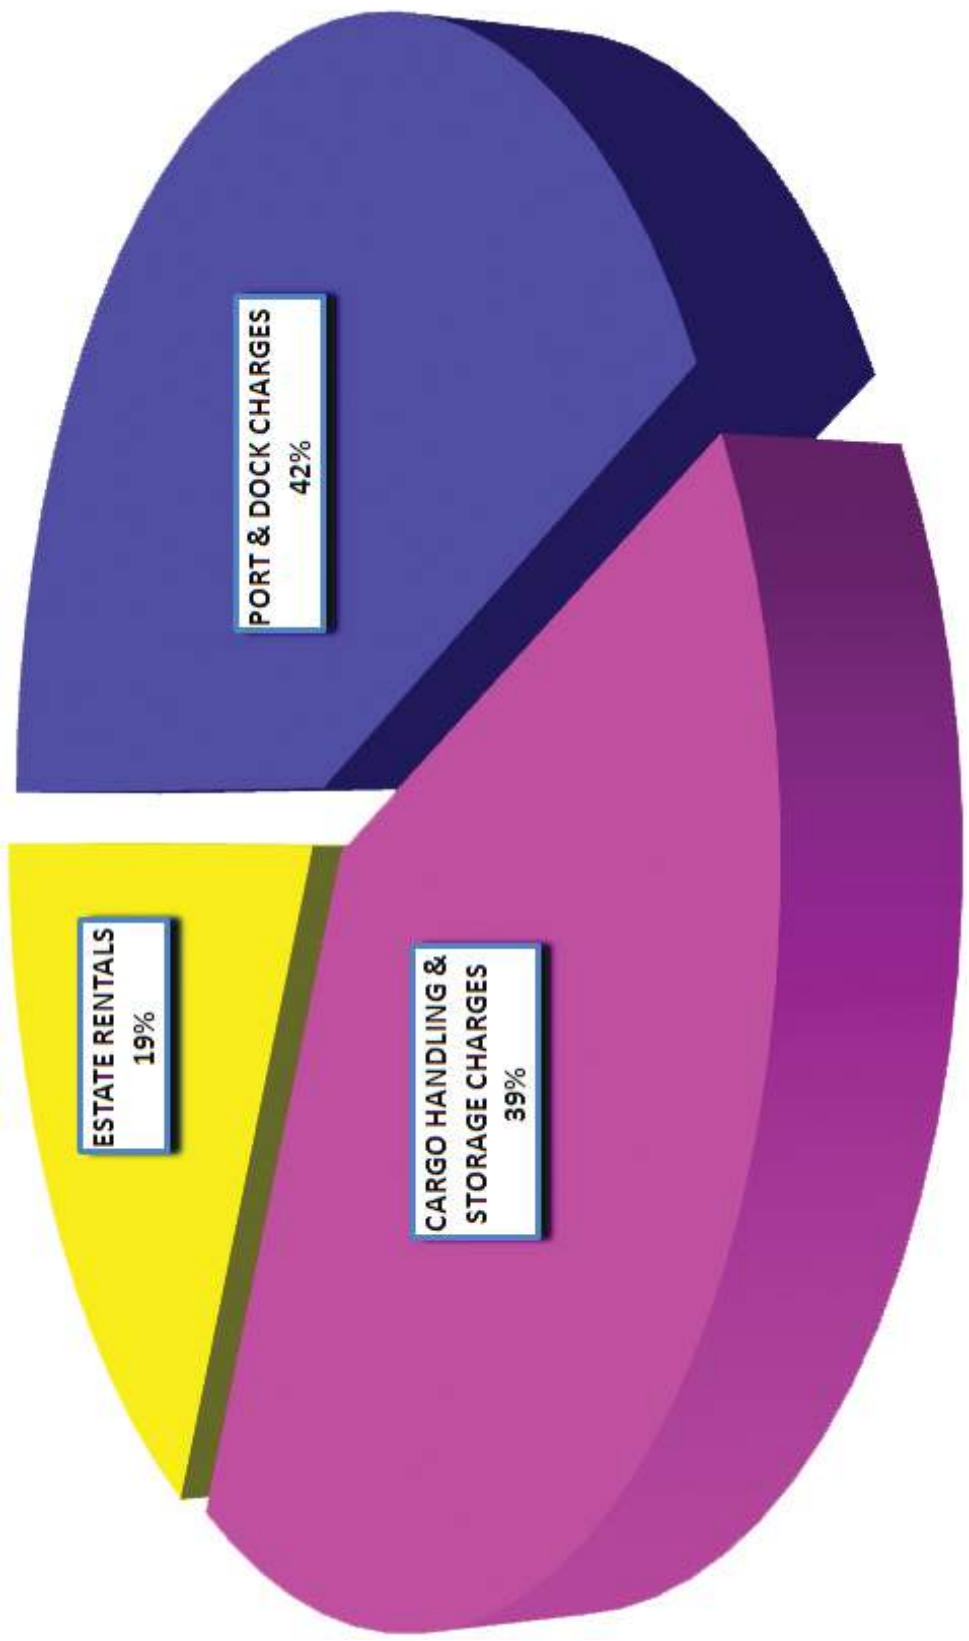 PORT & DOCK CHARGES
42%
ESTATE RENTALS
19%
CARGO HANDLING &
STORAGE CHARGES
39%